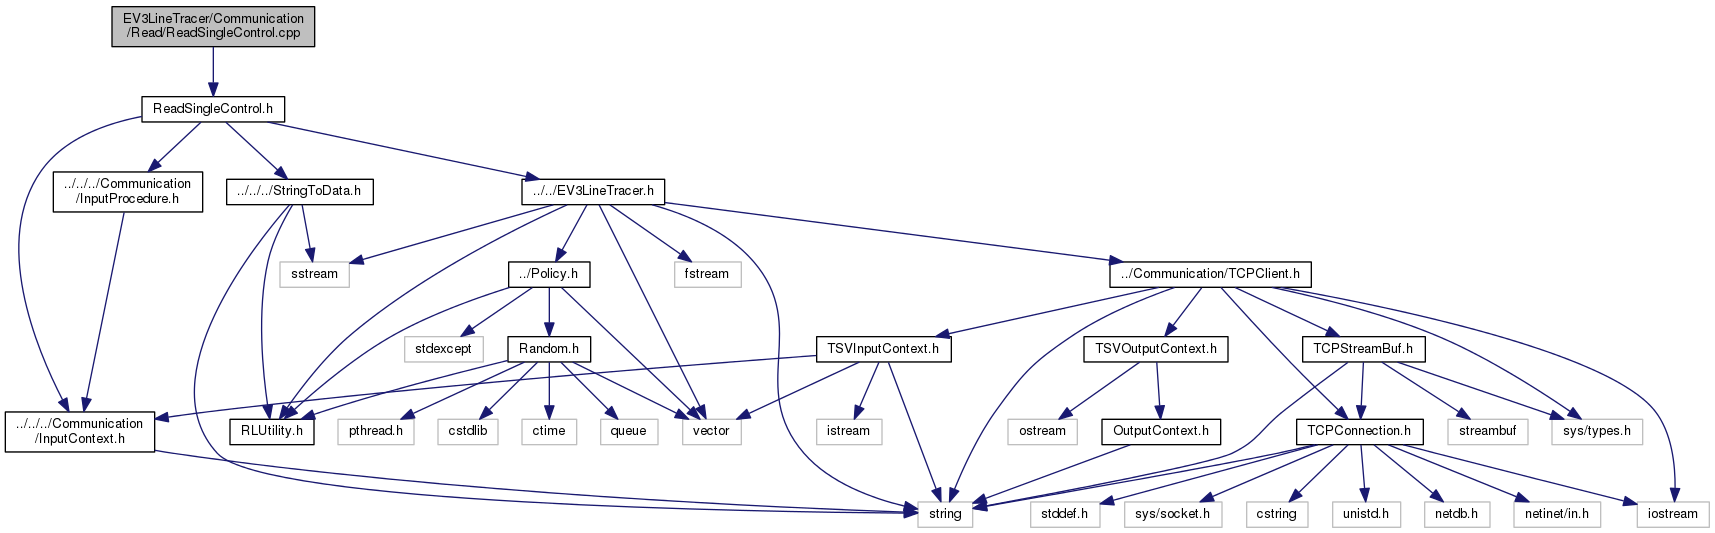 EV3LineTracer/Communication
/Read/ReadSingleControl.cpp
ReadSingleControl.h
../../../Communication
/InputProcedure.h
../../../StringToData.h
../../EV3LineTracer.h
sstream
../Policy.h
fstream
../Communication/TCPClient.h
stdexcept
Random.h
TSVInputContext.h
TSVOutputContext.h
TCPStreamBuf.h
../../../Communication
/InputContext.h
RLUtility.h
pthread.h
cstdlib
ctime
queue
vector
istream
ostream
OutputContext.h
TCPConnection.h
streambuf
sys/types.h
string
stddef.h
sys/socket.h
cstring
unistd.h
netdb.h
netinet/in.h
iostream